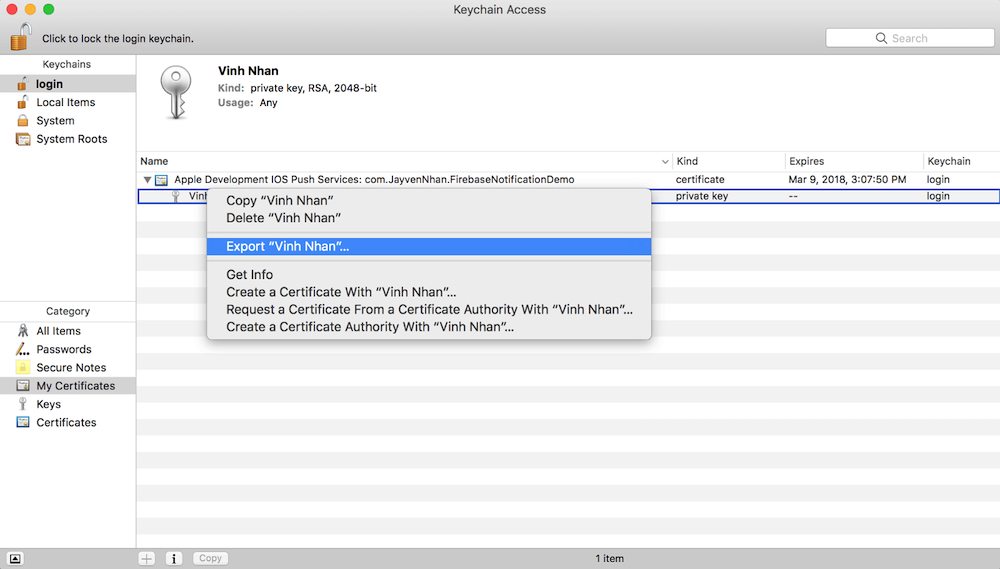 Keychain Access
Click to lock the login keychain.
Search
Keychains
login
Local Items
System
System Roots
Vinh Nhan
Kind: private key, RSA, 2048-bit
Usage: Any
Name Kind Expires Keychain
Apple Development IOS Push Services: com.JayvenNhan.FirebaseNotificationDemo certificate Mar 9, 2018, 3:07:50 PM login
Vinh private key -- login
Copy “Vinh Nhan”
Delete “Vinh Nhan”
Export “Vinh Nhan”...
Get Info
Create a Certificate With “Vinh Nhan”...
Request a Certificate From a Certificate Authority With “Vinh Nhan”...
Create a Certificate Authority With “Vinh Nhan”...
Category
All Items
Passwords
Secure Notes
My Certificates
Keys
Certificates
Copy
1 item